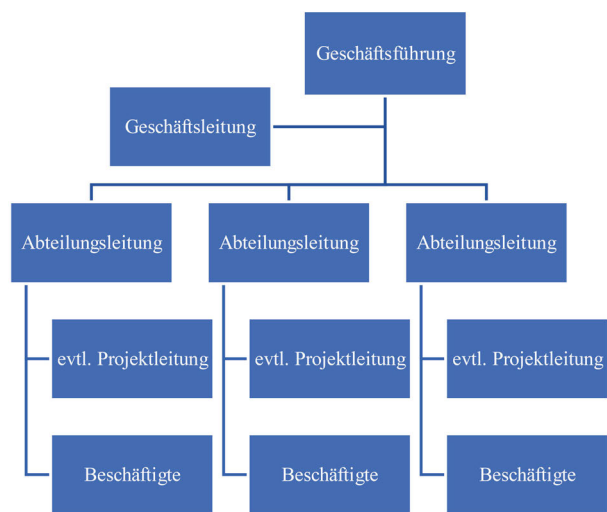 Geschäftsführung
Geschäftsleitung
Abteilungsleitung
Abteilungsleitung
Abteilungsleitung
evtl. Projektleitung
evtl. Projektleitung
evtl. Projektleitung
Beschäftigte
Beschäftigte
Beschäftigte